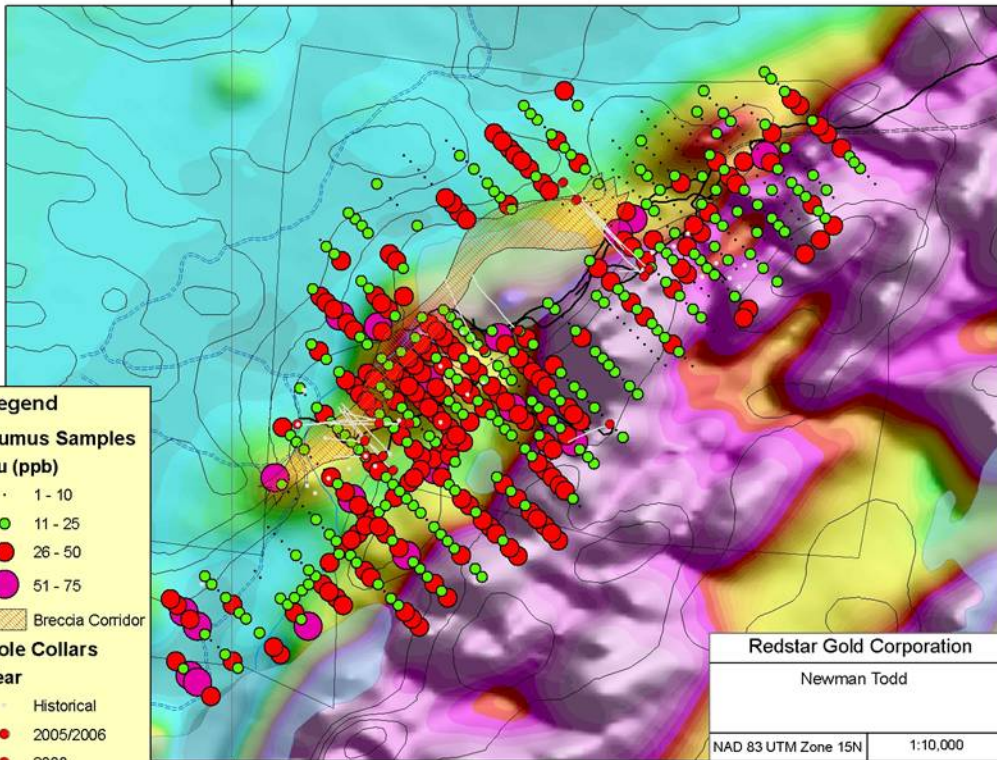 egend
umus Samples
u (ppb)
1 - 10
11 - 25
26 - 50
51 - 75
Breccia Corridor
ole Collars
ear
Historical
2005/2006
Redstar Gold Corporation
Newman Todd
NAD 83 UTM Zone 15N
1:10,000